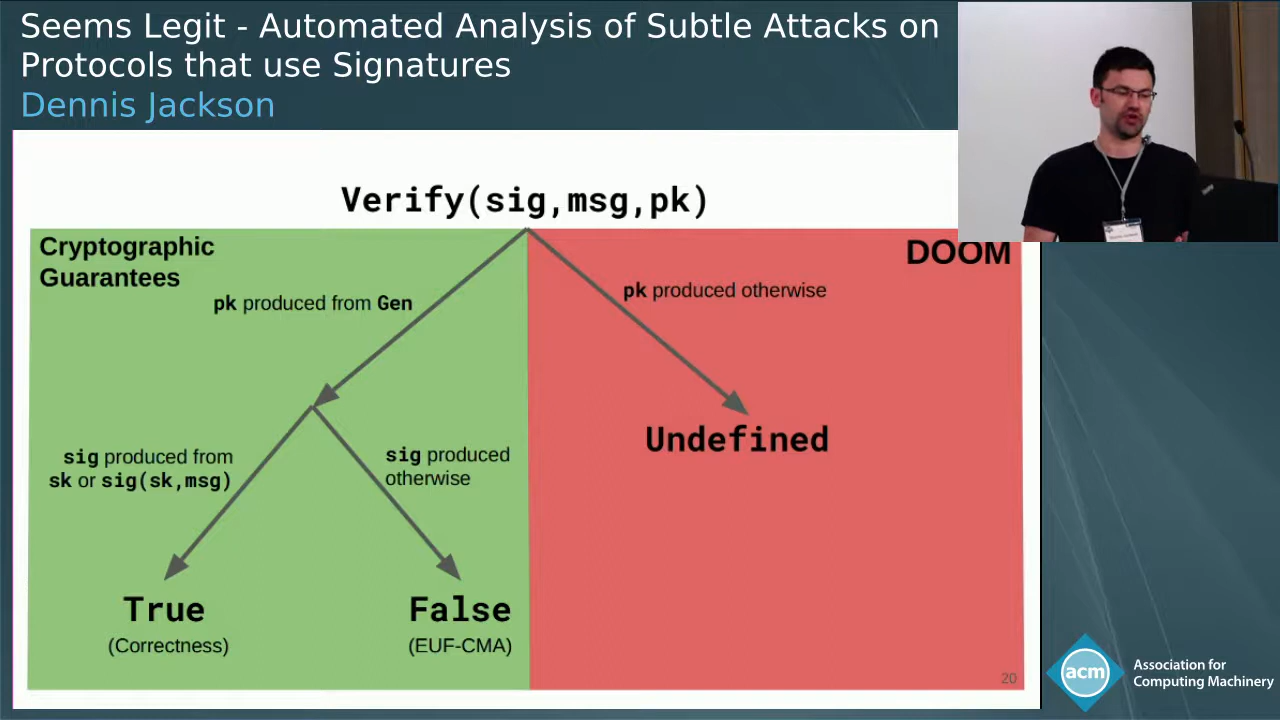 Seems Legit - Automated Analysis of Subtle Attacks on
Protocols that use Signatures
Dennis Jackson
Verify(sig,msg,pk)
Cryptographic
Guarantees
DOOM
pk produced from Gen
pk produced otherwise
sig produced from
sk or sig(sk,msg)
sig produced
otherwise
Undefined
True
(Correctness)
False
(EUF-CMA)
20
acm
Association for
Computing Machinery